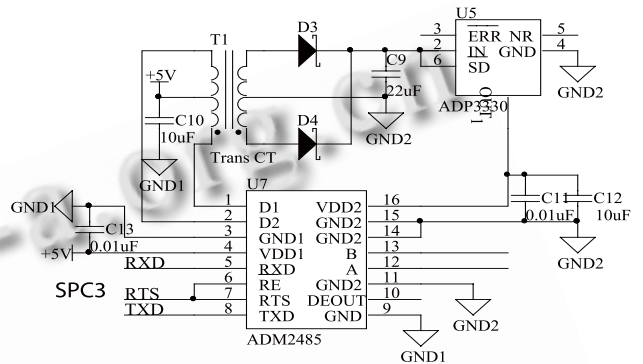 U5
T1
D3
3 ERR NR 5
2 IN GND 4
6 SD
OUT
1
ADP3330
GND2
+5V
C9
22uF
GND2
C10
10uF
D4
Trans CT
GND1
U7
1 D1 VDD2 16
2 D2 GND2 15
3 GND1 GND2 14
4 VDD1 B 13
5 RXD A 12
6 RE GND2 11
7 RTS DEOUT 10
8 TXD GND 9
ADM2485
GND1
C13
0.01uF
+5V
RXD
SPC3
RTS
TXD
C11
0.01uF
C12
10uF
GND2
GND2
GND1